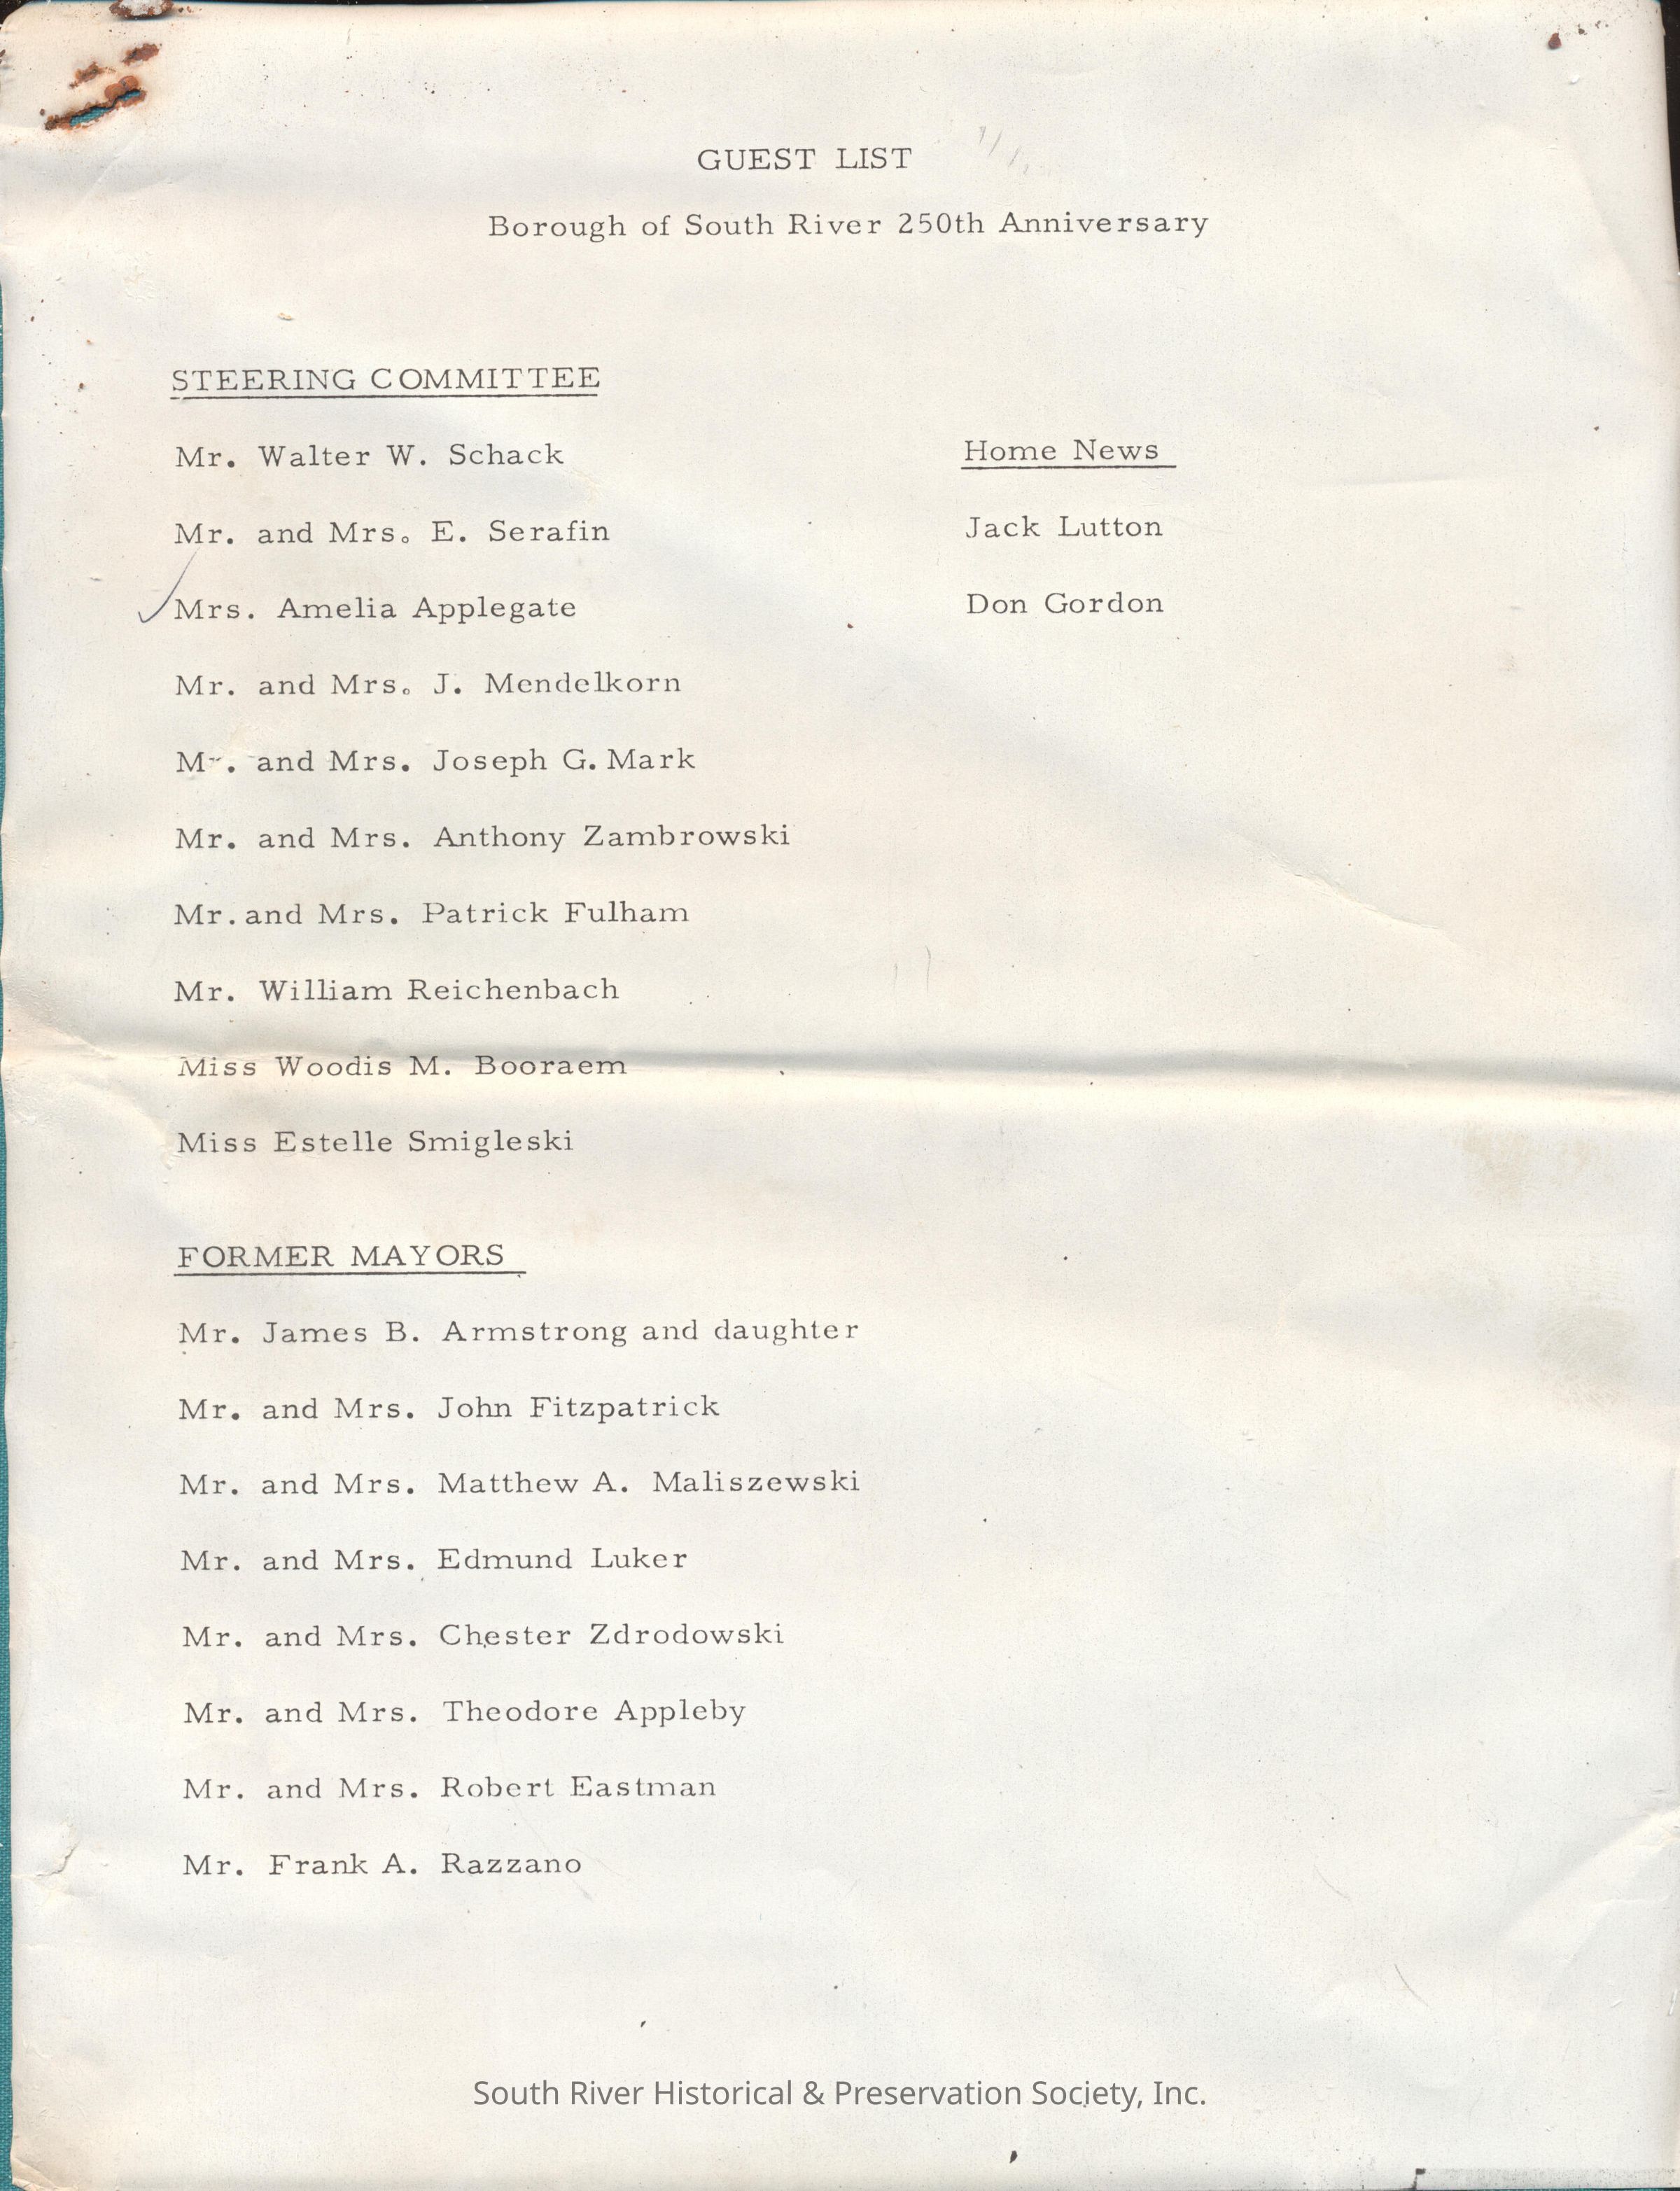 GUEST LIST
Borough of South River 250th Anniversary
STEERING COMMITTEE
Mr. Walter W. Schack
Mr. and Mrs. E. Serafin
Mrs. Amelia Applegate
Mr. and Mrs. J. Mendelkorn
Mr. and Mrs. Joseph G. Mark
Mr. and Mrs. Anthony Zambrowski
Mr. and Mrs. Patrick Fulham
Mr. William Reichenbach
Miss Woodis M. Booraem
Miss Estelle Smigleski
Home News
Jack Lutton
Don Gordon
FORMER MAYORS
Mr. James B. Armstrong and daughter
Mr. and Mrs. John Fitzpatrick
Mr. and Mrs. Matthew A. Maliszewski
Mr. and Mrs. Edmund Luker
Mr. and Mrs. Chester Zdrodowski
Mr. and Mrs. Theodore Appleby
Mr. and Mrs. Robert Eastman
Mr. Frank A. Razzano
South River Historical & Preservation Society, Inc.